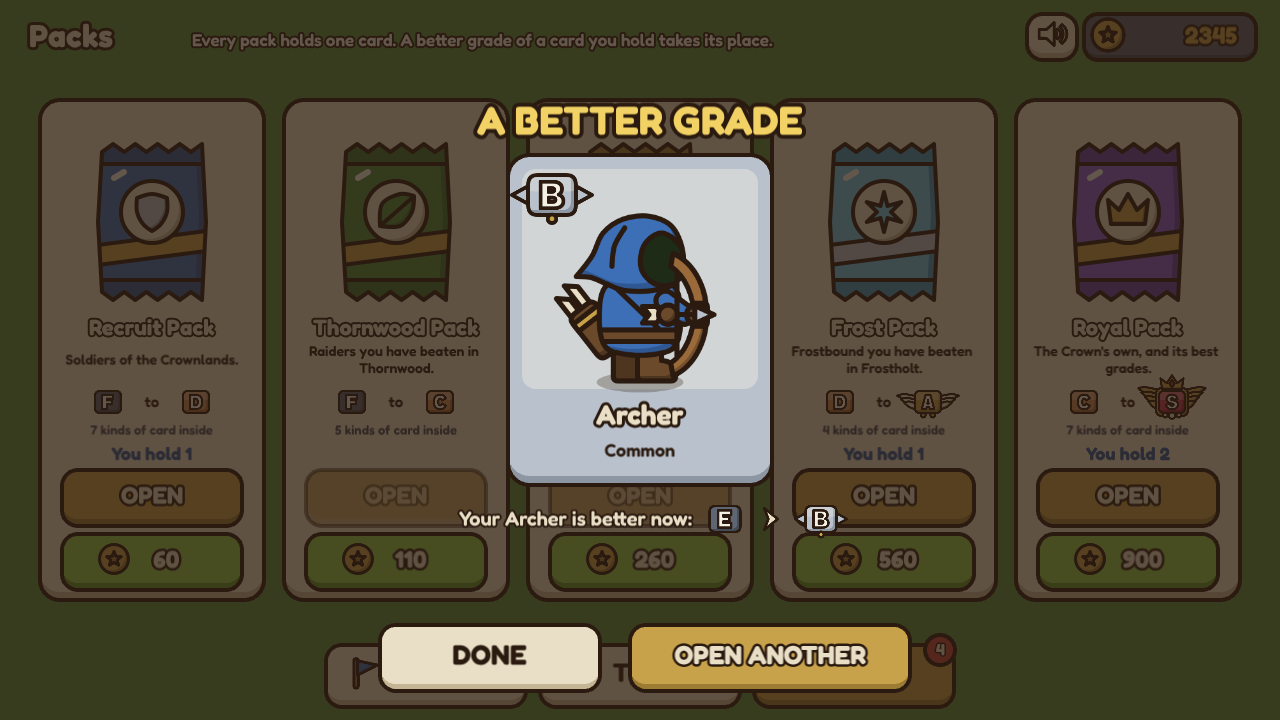 Packs
Every pack holds one card. A better grade of a card you hold takes its place.
2345
A BETTER GRADE
B
Archer
Common
Your Archer is better now: E B
Recruit Pack
Soldiers of the Crownlands.
F to D
7 kinds of card inside
You hold 1
OPEN
60
Thornwood Pack
Raiders you have beaten in
Thornwood.
F to C
5 kinds of card inside
OPEN
110
OPEN
260
Frost Pack
Frostbound you have beaten
in Frostholt.
D to A
4 kinds of card inside
You hold 1
OPEN
560
Royal Pack
The Crown's own, and its best
grades.
C to S
7 kinds of card inside
You hold 2
OPEN
900
DONE
OPEN ANOTHER
4